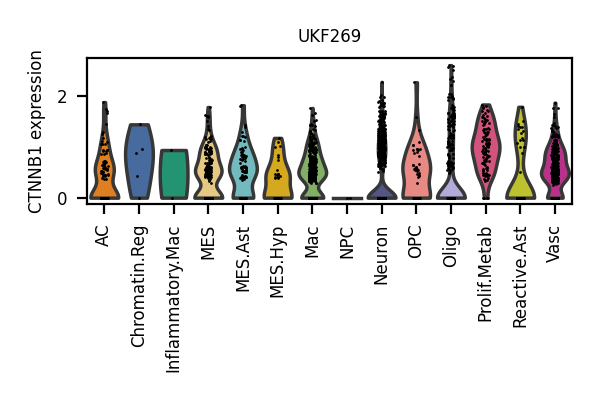 UKF269
CTNNB1 expression
2
0
AC
Chromatin.Reg
Inflammatory.Mac
MES
MES.Ast
MES.Hyp
Mac
NPC
Neuron
OPC
Oligo
Prolif.Metab
Reactive.Ast
Vasc